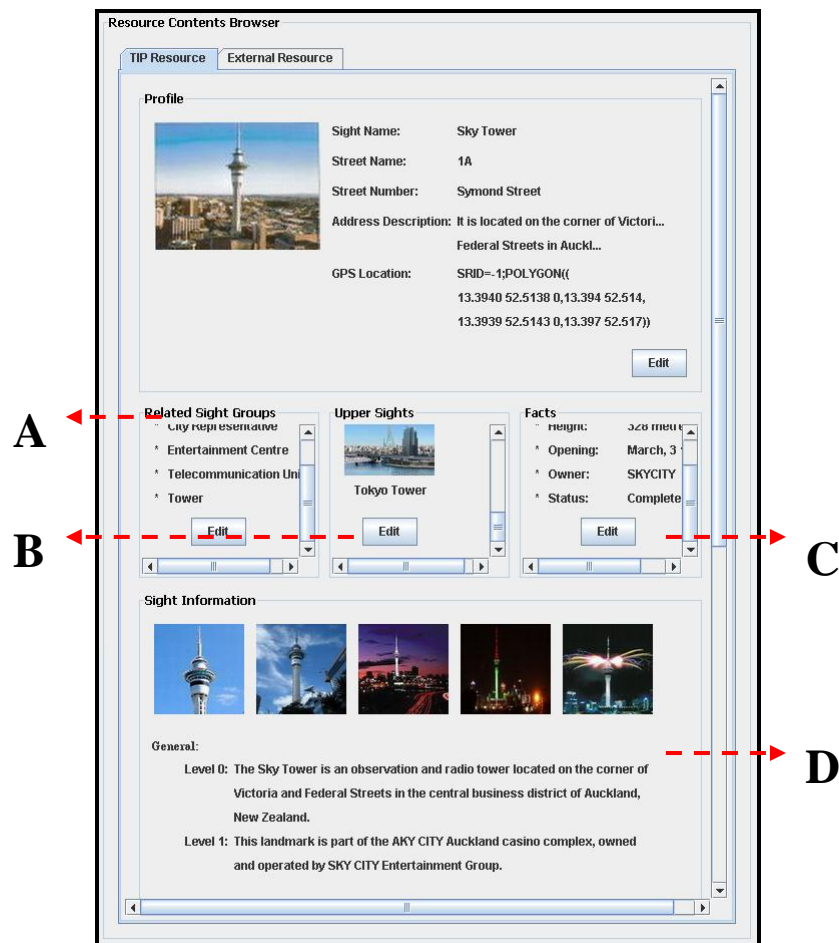 Resource Contents Browser
TIP Resource External Resource
Profile
Sight Name: Sky Tower
Street Name: 1A
Street Number: Symond Street
Address Description: It is located on the corner of Victori...
Federal Streets in Auckl...
GPS Location: SRID=-1;POLYGON((
13.3940 52.5138 0,13.394 52.514,
13.3939 52.5143 0,13.397 52.517))
Edit
A
Related Sight Groups
* City Representative
* Entertainment Centre
* Telecommunication Uni
* Tower
Edit
B
Upper Sights
Tokyo Tower
Edit
Facts
* Height: 328 metre
* Opening: March, 3
* Owner: SKYCITY
* Status: Complete
Edit
C
Sight Information
General:
Level 0: The Sky Tower is an observation and radio tower located on the corner of
Victoria and Federal Streets in the central business district of Auckland,
New Zealand.
Level 1: This landmark is part of the AKY CITY Auckland casino complex, owned
and operated by SKY CITY Entertainment Group.
D